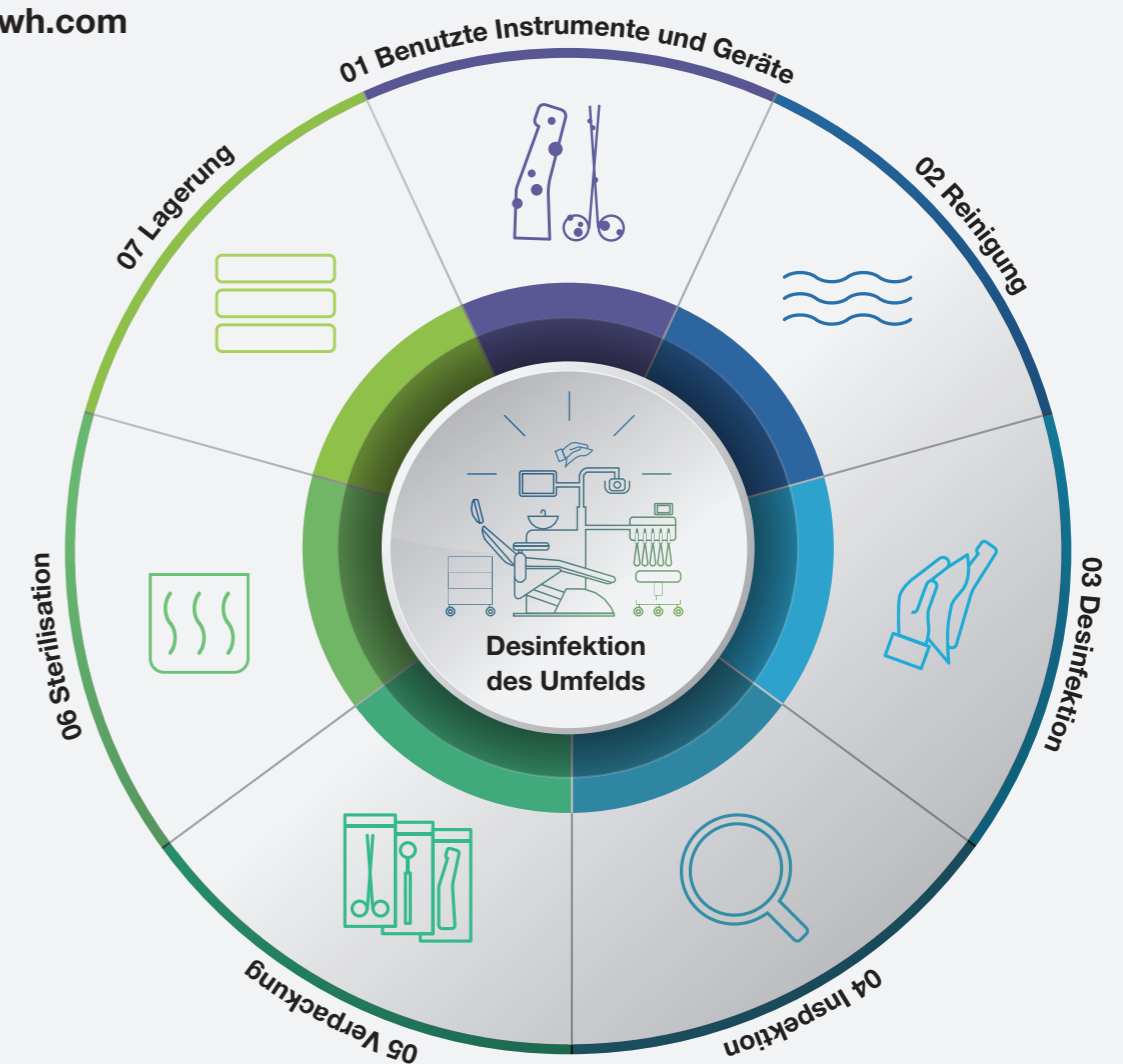 wh.com
01 Benutzte Instrumente und Geräte
02 Reinigung
03 Desinfektion
04 Inspektion
05 Verpackung
06 Sterilisation
07 Lagerung
Desinfektion
des Umfelds